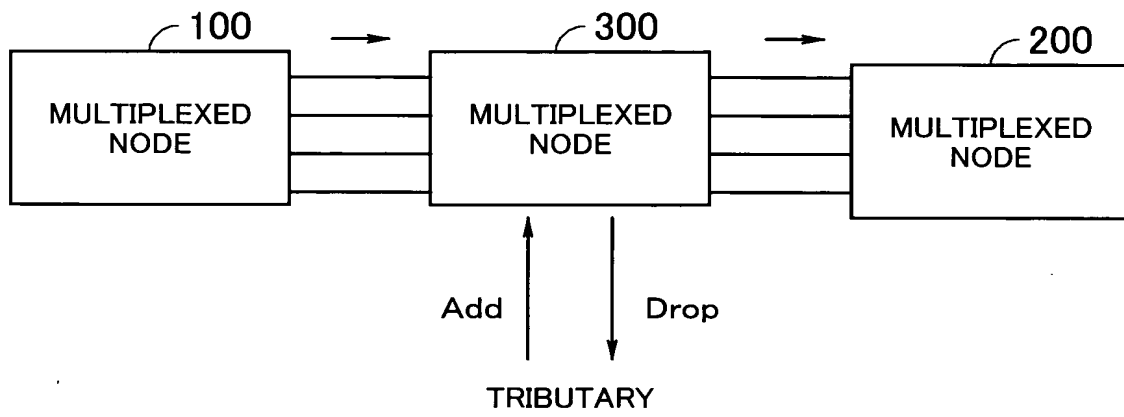 100
300
200
MULTIPLEXED
NODE
MULTIPLEXED
NODE
MULTIPLEXED
NODE
Add
Drop
TRIBUTARY